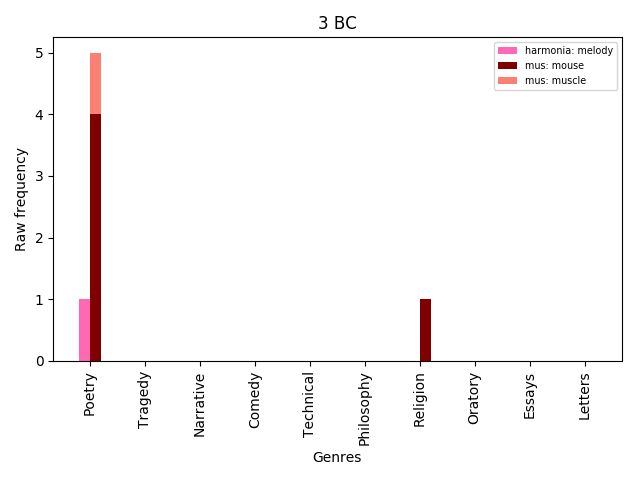 3 BC
harmonia: melody
mus: mouse
mus: muscle
Raw frequency
5
4
3
2
1
0
Poetry
Tragedy
Narrative
Comedy
Technical
Philosophy
Religion
Oratory
Essays
Letters
Genres